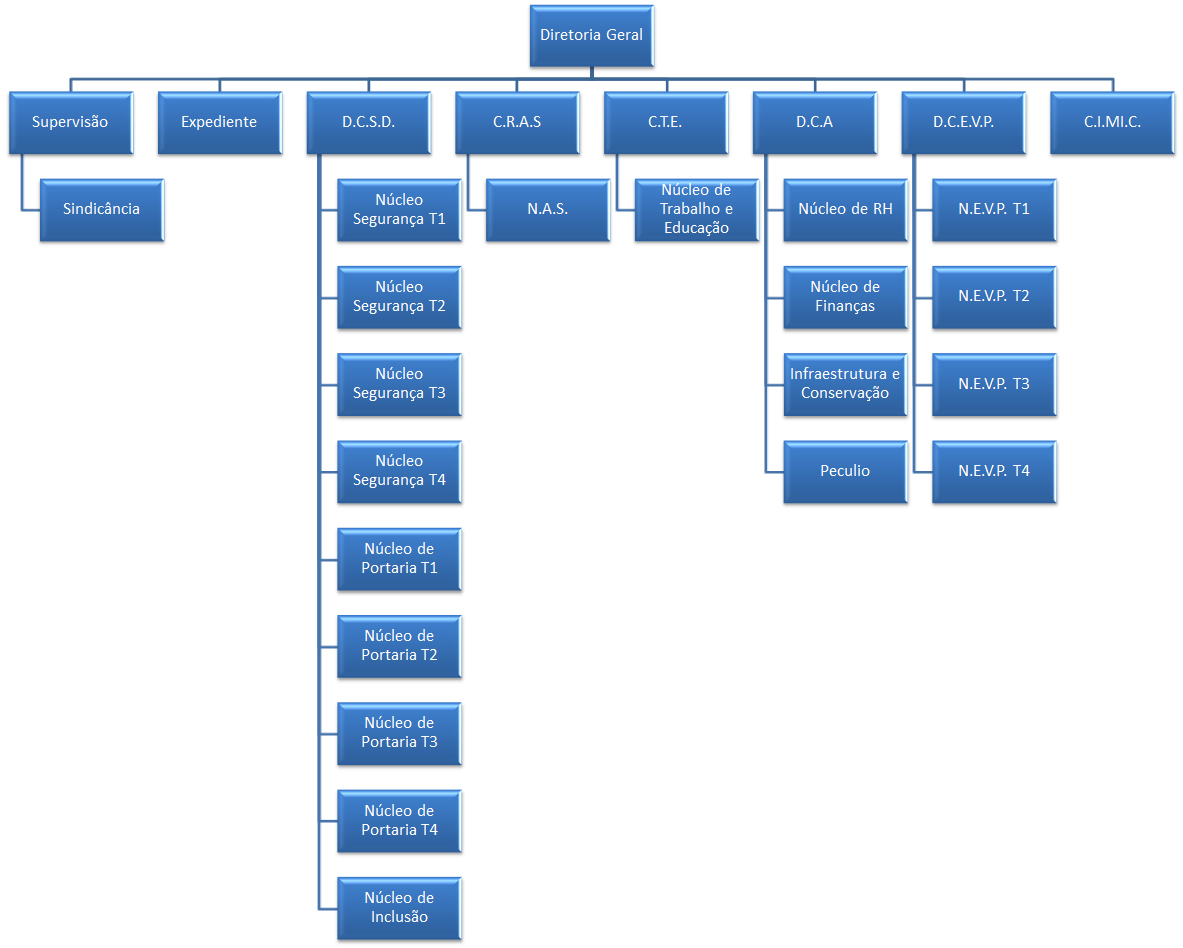 Diretoria Geral
Supervisão
Expediente
D.C.S.D.
C.R.A.S
C.T.E.
D.C.A
D.C.E.V.P.
C.I.MI.C.
Sindicância
Núcleo
Segurança T1
Núcleo
Segurança T2
Núcleo
Segurança T3
Núcleo
Segurança T4
Núcleo de
Portaria T1
Núcleo de
Portaria T2
Núcleo de
Portaria T3
Núcleo de
Portaria T4
Núcleo de
Inclusão
N.A.S.
Núcleo de
Trabalho e
Educação
Núcleo de RH
Núcleo de
Finanças
Infraestrutura e
Conservação
Peculio
N.E.V.P. T1
N.E.V.P. T2
N.E.V.P. T3
N.E.V.P. T4